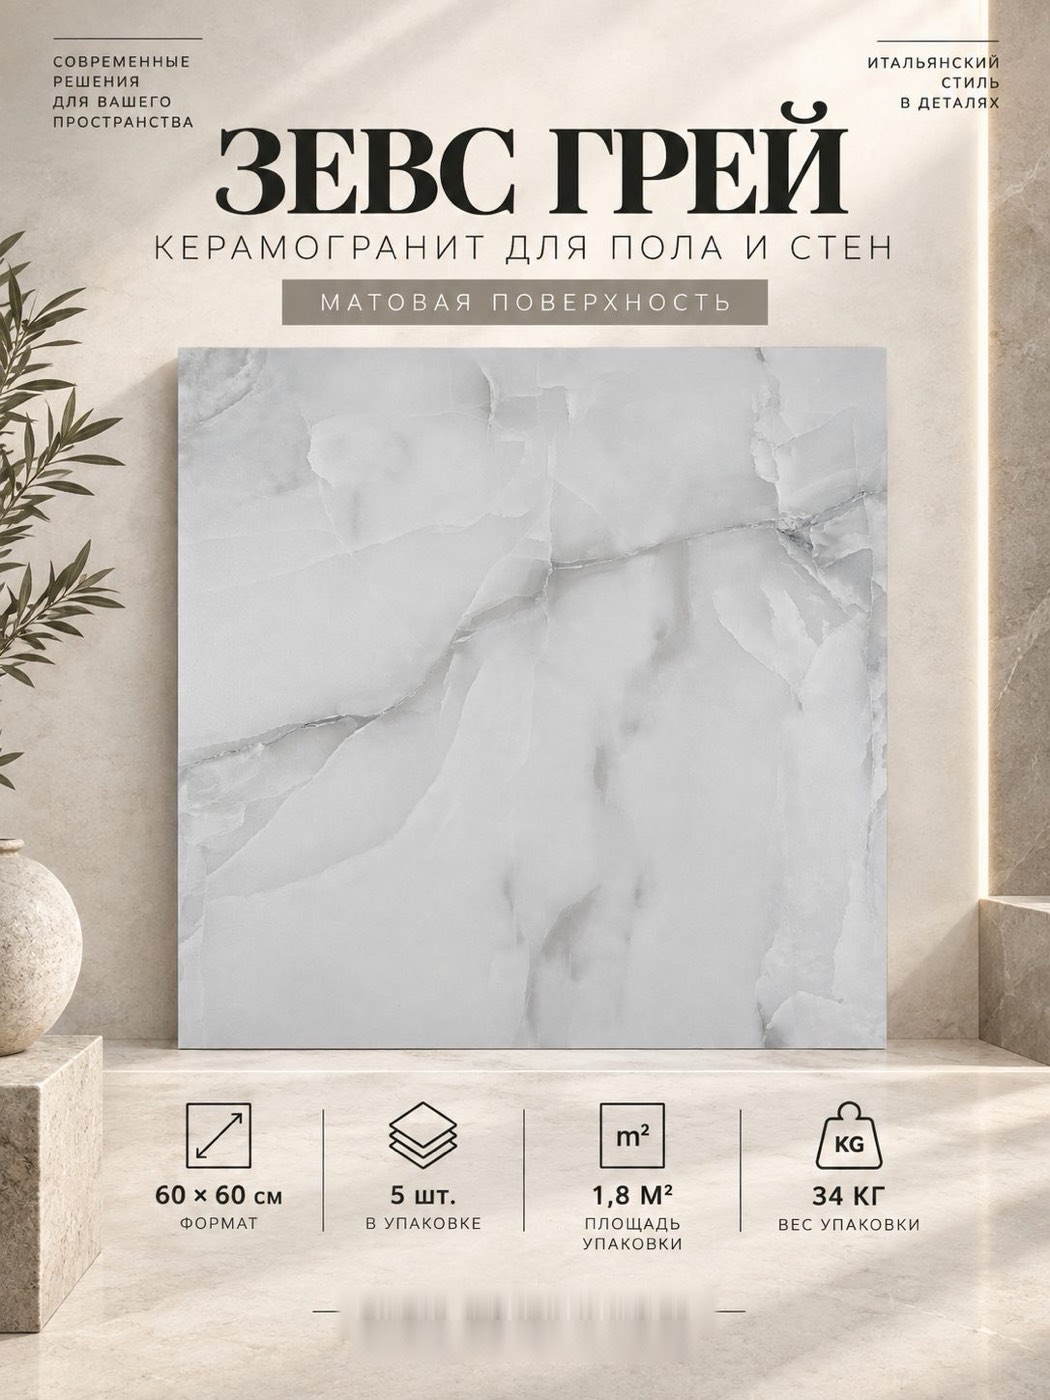 СОВРЕМЕННЫЕ
РЕШЕНИЯ
ДЛЯ ВАШЕГО
ПРОСТРАНСТВА
ИТАЛЬЯНСКИЙ
СТИЛЬ
В ДЕТАЛЯХ
ЗЕВС ГРЕЙ
КЕРАМОГРАНИТ ДЛЯ ПОЛА И СТЕН
МАТОВАЯ ПОВЕРХНОСТЬ
60 × 60 см
ФОРМАТ
5 шт.
В УПАКОВКЕ
m²
1,8 М²
ПЛОЩАДЬ
УПАКОВКИ
KG
34 КГ
ВЕС УПАКОВКИ